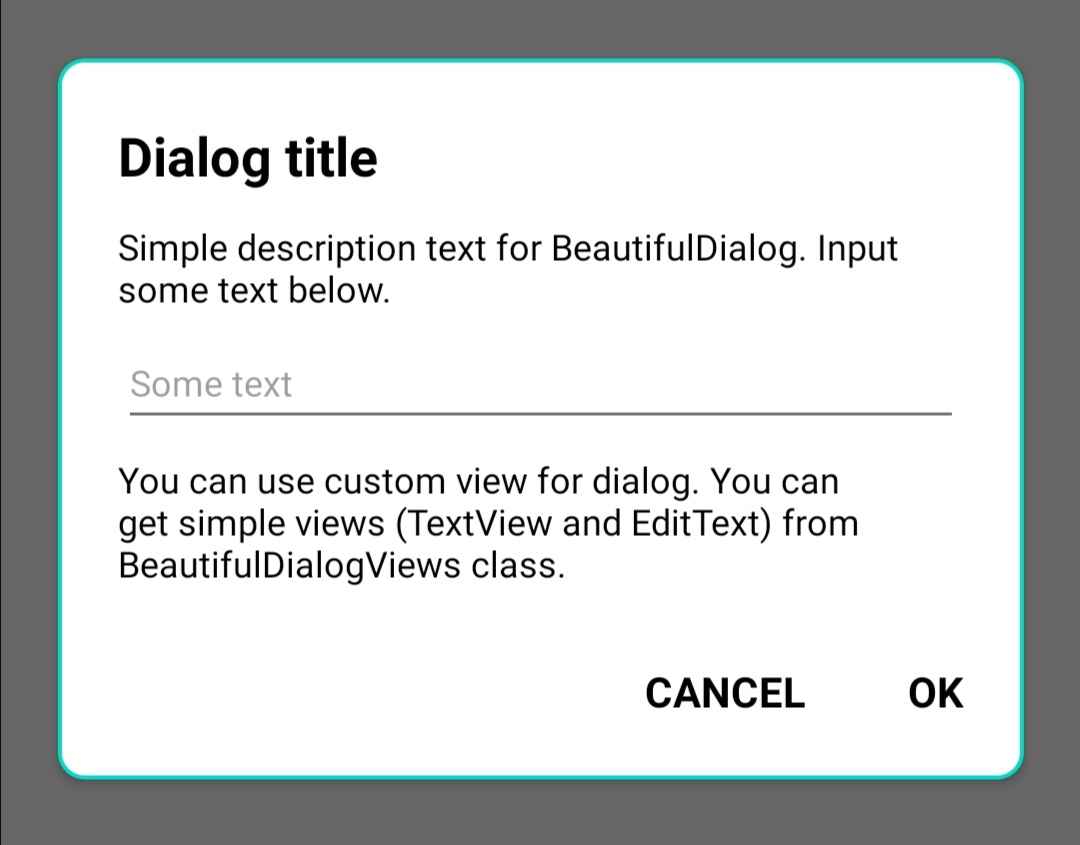 Dialog title
Simple description text for BeautifulDialog. Input
some text below.
Some text
You can use custom view for dialog. You can
get simple views (TextView and EditText) from
BeautifulDialogViews class.
CANCEL OK